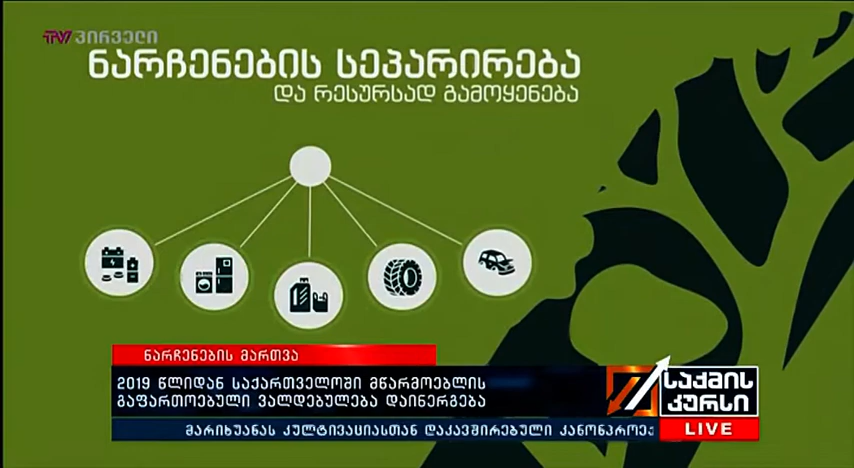 TV პირველი
ნარჩენების სეპარირება
და რესურსად გამოყენება
ნარჩენების მართვა
2019 წლიდან საქართველოში მწარმოებლის
გაფართოებული ვალდებულება დაინერგება
საქმის
კურსი
LIVE
მარიხუანას კულტივაციასთან დაკავშირებული კანონპროექ